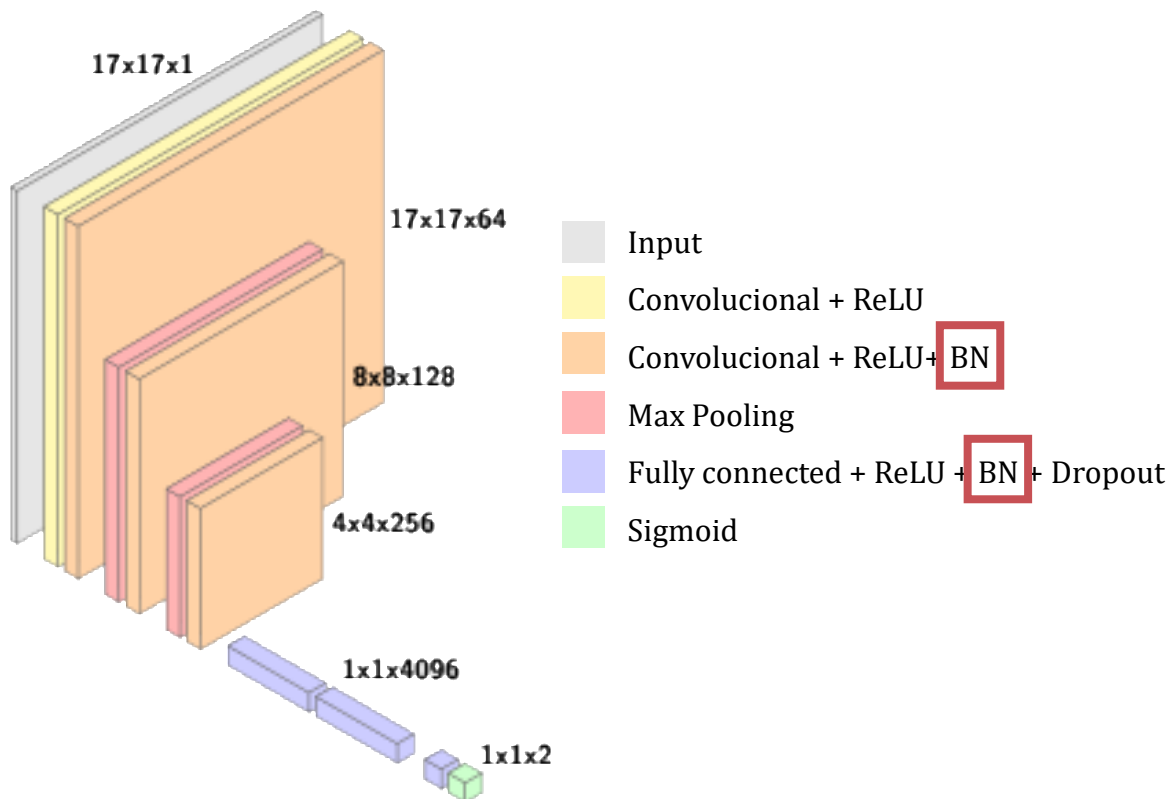 17x17x1
17x17x64
8x8x128
4x4x256
1x1x4096
1x1x2
Input
Convolucional + ReLU
Convolucional + ReLU+ BN
Max Pooling
Fully connected + ReLU + BN + Dropout
Sigmoid